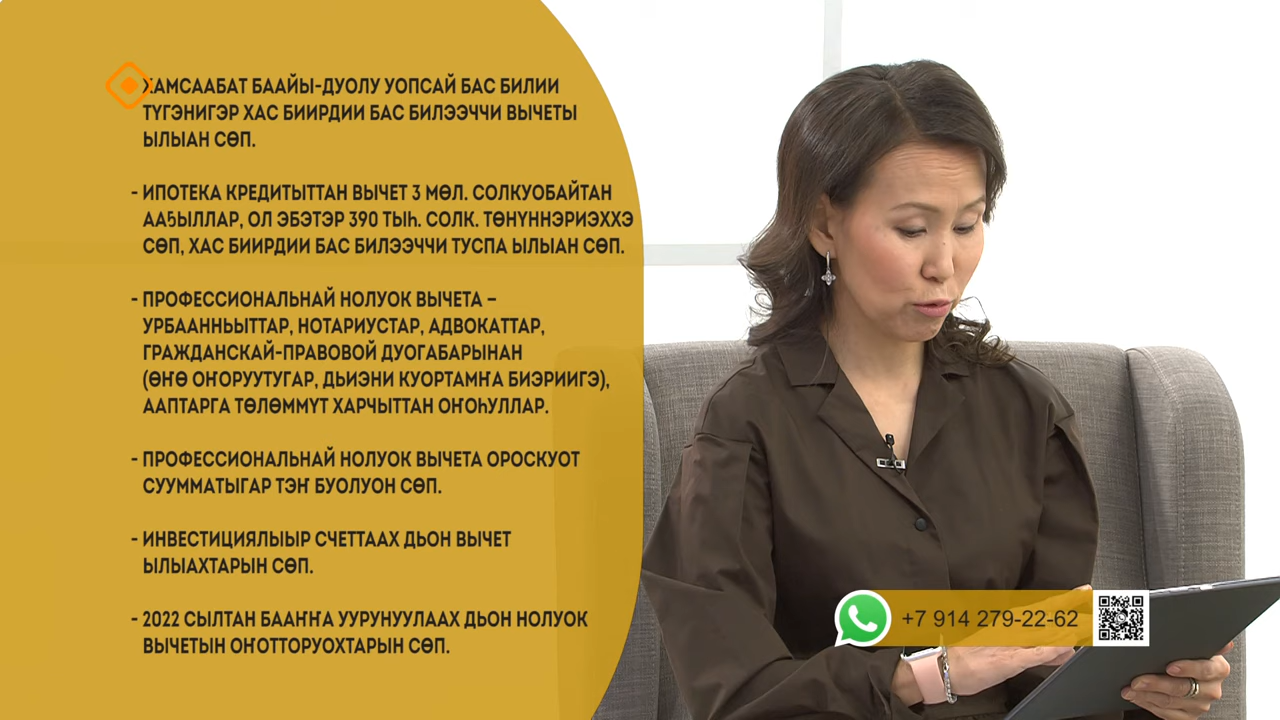 ХАМСААБАТ БААЙЫ-ДУОЛУ УОПСАЙ БАС БИЛИИ
ТҮГЭНИГЭР ХАС БИИРДИИ БАС БИЛЭЭЧЧИ ВЫЧЕТЫ
ЫЛЫАН СӨП.
- ИПОТЕКА КРЕДИТЫТТАН ВЫЧЕТ 3 МӨЛ. СОЛКУОБАЙТАН
ААҔЫЛЛАР, ОЛ ЭБЭТЭР 390 ТЫҺ. СОЛК. ТӨНҮННЭРИЭХХЭ
СӨП, ХАС БИИРДИИ БАС БИЛЭЭЧЧИ ТУСПА ЫЛЫАН СӨП.
- ПРОФЕССИОНАЛЬНАЙ НОЛУОК ВЫЧЕТА –
УРБААННЬЫТТАР, НОТАРИУСТАР, АДВОКАТТАР,
ГРАЖДАНСКАЙ-ПРАВОВОЙ ДУОГАБАРЫНАН
(ӨҤӨ ОҤОРУУТУГАР, ДЬИЭНИ КУОРТАМҤА БИЭРИИГЭ),
ААПТАРГА ТӨЛӨММҮТ ХАРЧЫТТАН ОҤОҺУЛЛАР.
- ПРОФЕССИОНАЛЬНАЙ НОЛУОК ВЫЧЕТА ОРОСКУОТ
СУУММАТЫГАР ТЭҤ БУОЛУОН СӨП.
- ИНВЕСТИЦИЯЛЫЫР СЧЕТТААХ ДЬОН ВЫЧЕТ
ЫЛЫАХТАРЫН СӨП.
- 2022 СЫЛТАН БААҤҤА УУРУНУУЛААХ ДЬОН НОЛУОК
ВЫЧЕТЫН ОҤОТТОРУОХТАРЫН СӨП.
+7 914 279-22-62